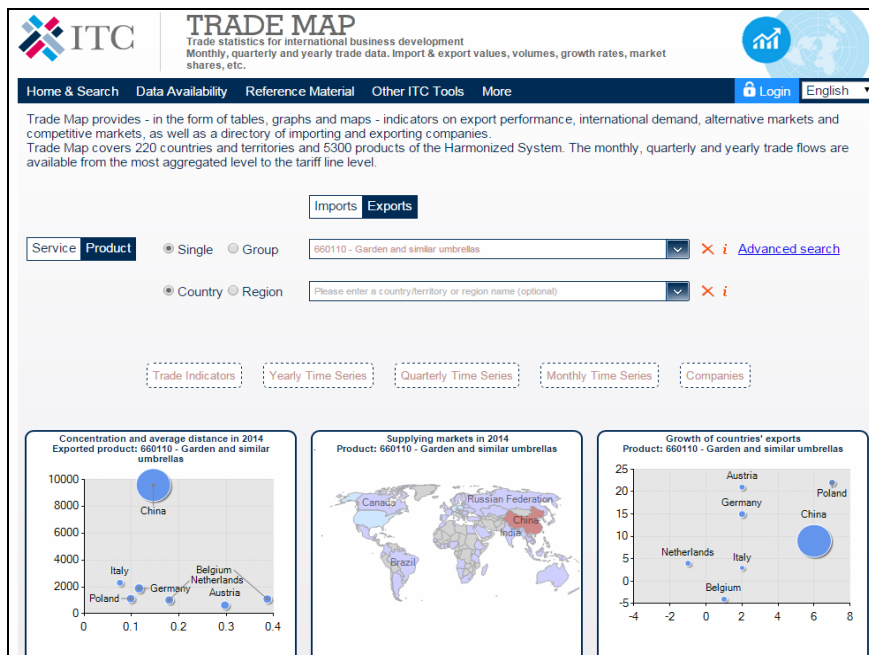 ITC
TRADE MAP
Trade statistics for international business development
Monthly, quarterly and yearly trade data. Import & export values, volumes, growth rates, market
shares, etc.
Home & Search Data Availability Reference Material Other ITC Tools More Login English
Trade Map provides - in the form of tables, graphs and maps - indicators on export performance, international demand, alternative markets and
competitive markets, as well as a directory of importing and exporting companies.
Trade Map covers 220 countries and territories and 5300 products of the Harmonized System. The monthly, quarterly and yearly trade flows are
available from the most aggregated level to the tariff line level.
Imports Exports
Service Product Single Group 660110 - Garden and similar umbrellas i Advanced search
Country Region Please enter a country/territory or region name (optional) i
Trade Indicators Yearly Time Series Quarterly Time Series Monthly Time Series Companies
Concentration and average distance in 2014
Exported product: 660110 - Garden and similar
umbrellas
10000
8000
6000
4000
2000
0
0 0.1 0.2 0.3 0.4
China
Italy
Poland
Germany
Belgium
Netherlands
Austria
Supplying markets in 2014
Product: 660110 - Garden and similar umbrellas
Canada
Russian Federation
China
India
Brazil
Growth of countries' exports
Product: 660110 - Garden and similar umbrellas
25
20
15
10
5
0
-5
-4 -2 0 2 4 6 8
Austria
Poland
Germany
China
Netherlands
Italy
Belgium